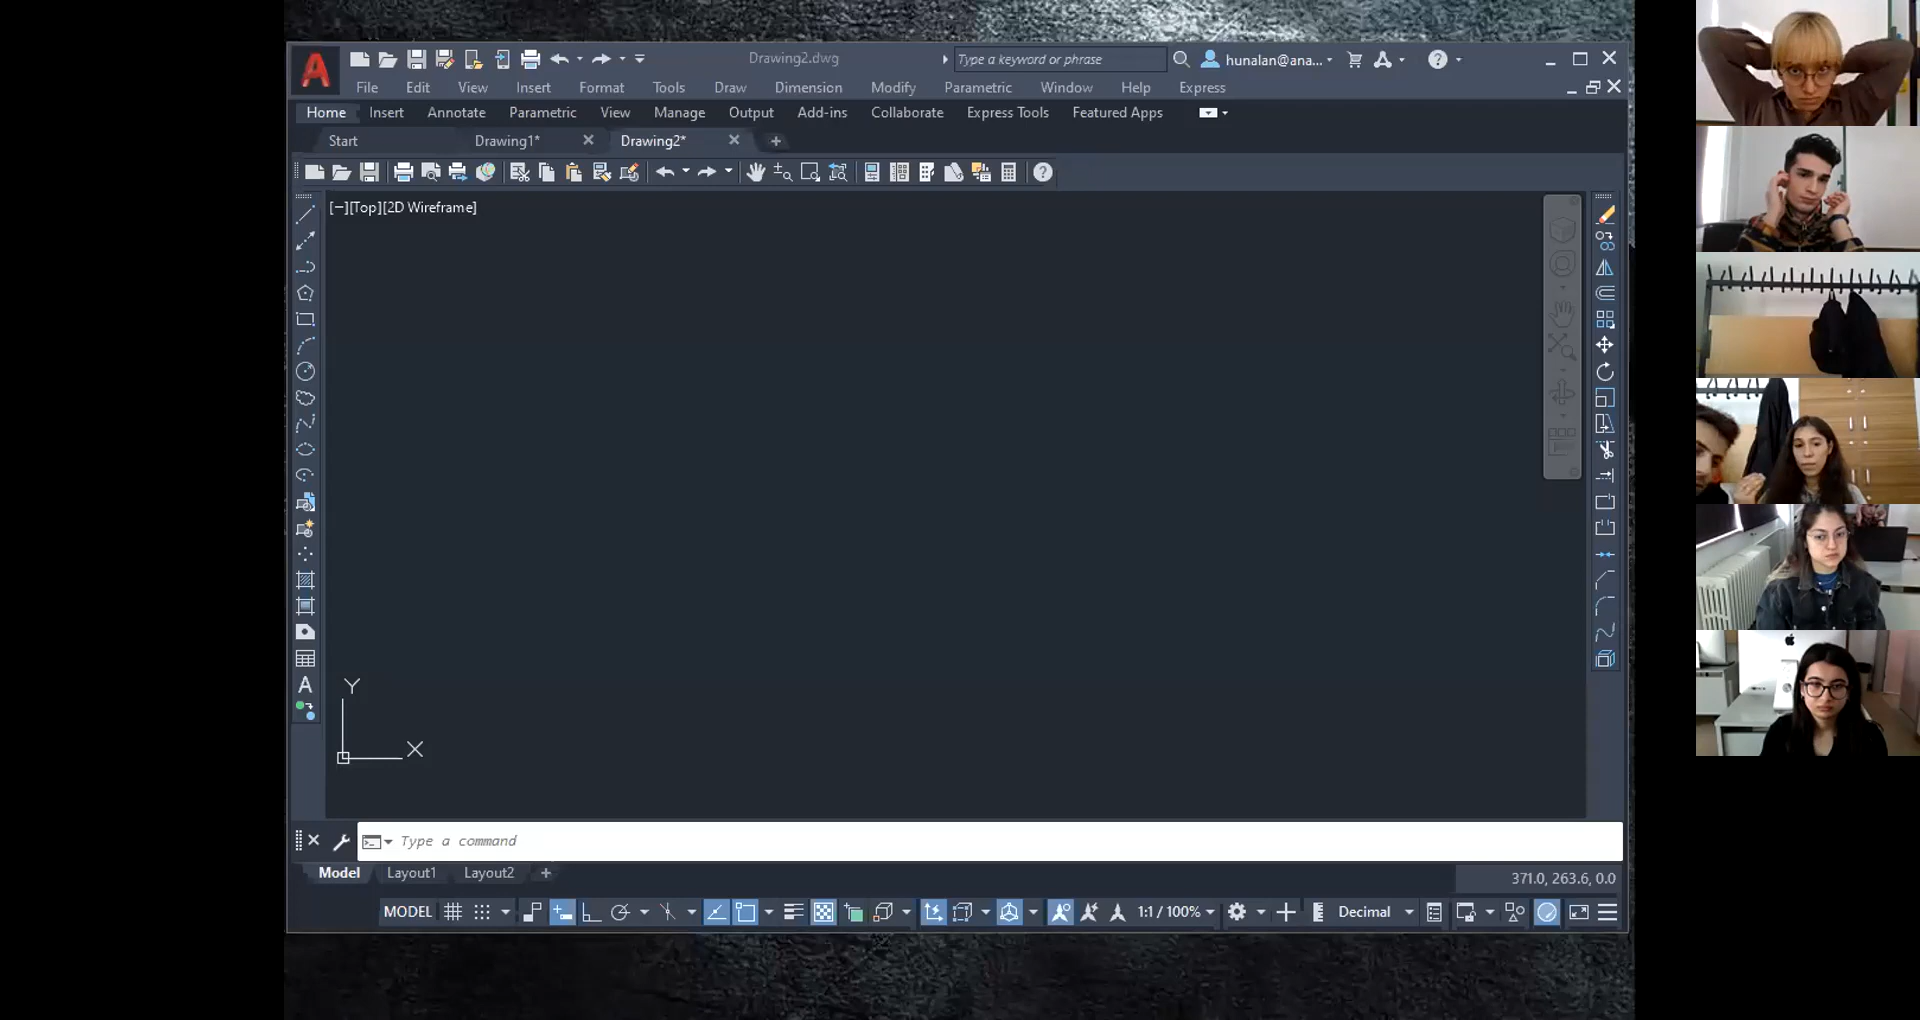 Drawing2.dwg
Type a keyword or phrase
hunalan@ana...
File Edit View Insert Format Tools Draw Dimension Modify Parametric Window Help Express
Home Insert Annotate Parametric View Manage Output Add-ins Collaborate Express Tools Featured Apps
Start Drawing1* Drawing2*
[−][Top][2D Wireframe]
Y
X
Type a command
Model Layout1 Layout2
371.0, 263.6, 0.0
MODEL 1:1 / 100% Decimal